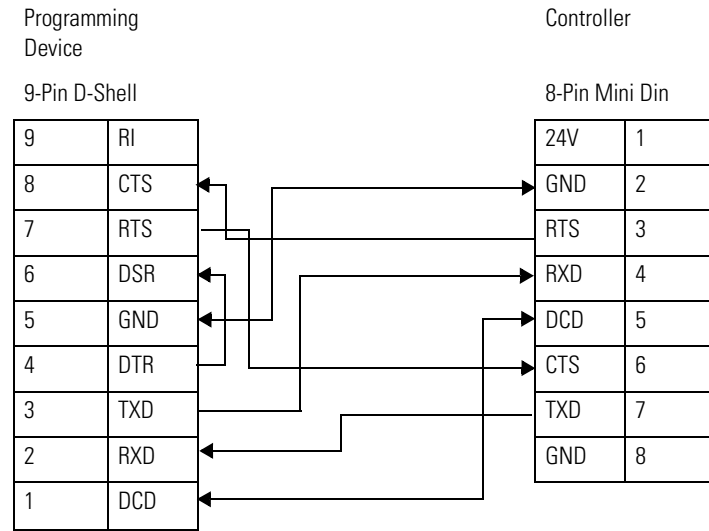 Programming
Device
Controller
9-Pin D-Shell
8-Pin Mini Din
9 RI
8 CTS
7 RTS
6 DSR
5 GND
4 DTR
3 TXD
2 RXD
1 DCD
24V 1
GND 2
RTS 3
RXD 4
DCD 5
CTS 6
TXD 7
GND 8